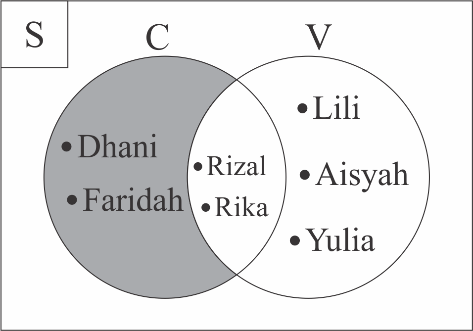 S
C V
• Lili
• Dhani
• Rizal
• Aisyah
• Faridah
• Rika
• Yulia